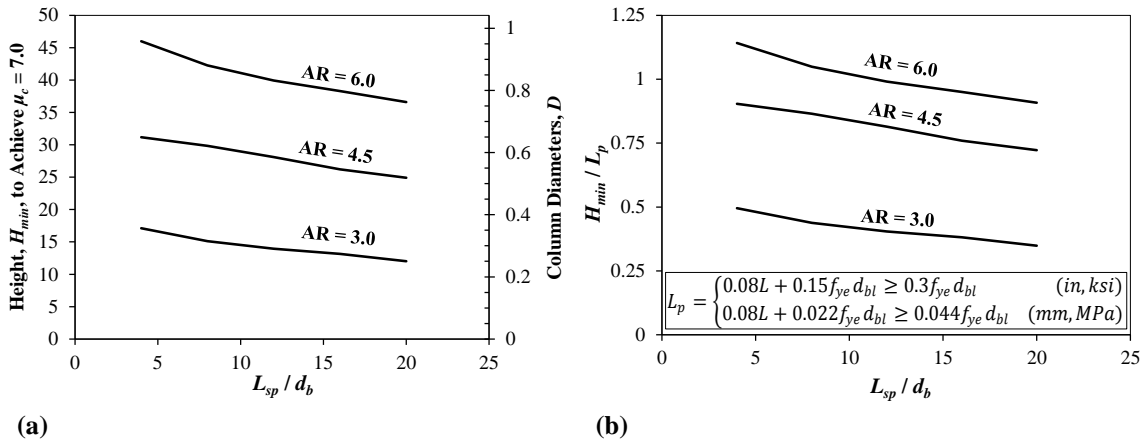 Height, H_min, to Achieve μ_c = 7.0
50
45
40
35
30
25
20
15
10
5
0
AR = 6.0
AR = 4.5
AR = 3.0
1
0.8
0.6
0.4
0.2
0
Column Diameters, D
0 5 10 15 20 25
L_sp / d_b
(a)
H_min / L_p
1.25
1
0.75
0.5
0.25
0
AR = 6.0
AR = 4.5
AR = 3.0
L_p = {0.08L + 0.15f_ye d_bl ≥ 0.3f_ye d_bl (in, ksi)
0.08L + 0.022f_ye d_bl ≥ 0.044f_ye d_bl (mm, MPa)
0 5 10 15 20 25
L_sp / d_b
(b)